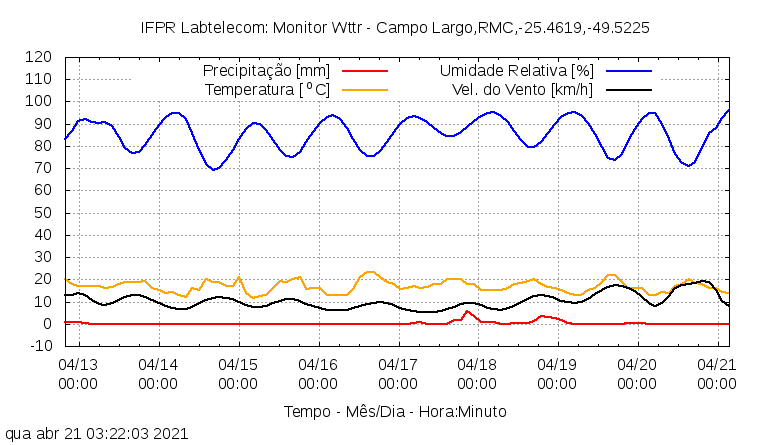 IFPR Labtelecom: Monitor Wttr - Campo Largo,RMC,-25.4619,-49.5225
Precipitação [mm]
Umidade Relativa [%]
Temperatura [⁰C]
Vel. do Vento [km/h]
120
110
100
90
80
70
60
50
40
30
20
10
0
-10
04/13 04/14 04/15 04/16 04/17 04/18 04/19 04/20 04/21
00:00 00:00 00:00 00:00 00:00 00:00 00:00 00:00 00:00
Tempo - Mês/Dia - Hora:Minuto
qua abr 21 03:22:03 2021